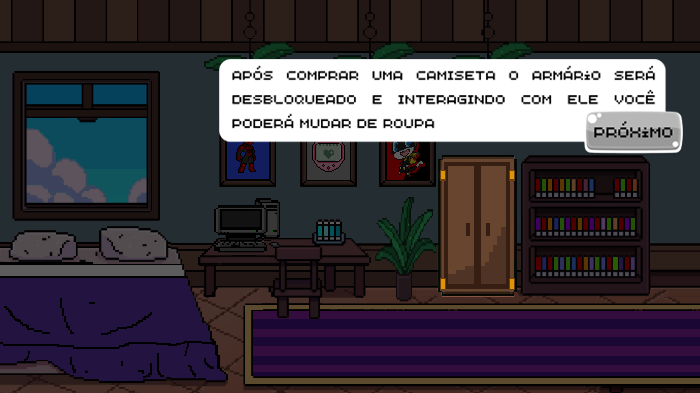 APÓS COMPRAR UMA CAMISETA O ARMÁRiO SERÁ
DESBLOQUEADO E INTERAGINDO COM ELE VOCÊ
PODERÁ MUDAR DE ROUPA
PRÓXiMO